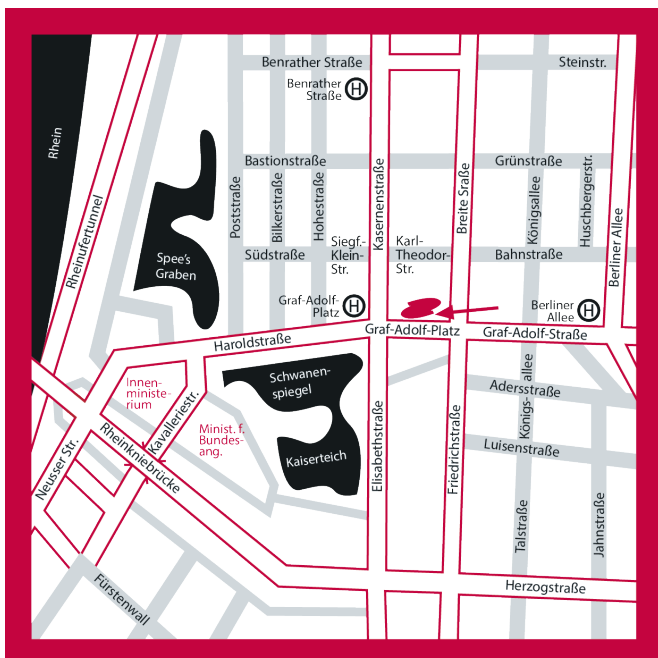 Benrather Straße
Steinstr.
Benrather
Straße
H
Rhein
Bastionstraße
Grünstraße
Kasernenstraße
Breite Sraße
Poststraße
Bilkerstraße
Hohestraße
Königsallee
Huschbergerstr.
Berliner Allee
Rheinufertunnel
Spee's
Graben
Südstraße
Siegf.-
Klein-
Str.
Karl-
Theodor-
Str.
Bahnstraße
Graf-Adolf-
Platz
H
Berliner
Allee
H
Haroldstraße
Graf-Adolf-Platz
Graf-Adolf-Straße
Innen-
ministe-
rium
Schwanen-
spiegel
Königs-
allee
Adersstraße
Kavalleriestr.
Minist. f.
Bundes-
ang.
Kaiserteich
Elisabethstraße
Friedrichstraße
Luisenstraße
Neusser Str.
Rheinkniebrücke
Talstraße
Jahnstraße
Fürstenwall
Herzogstraße